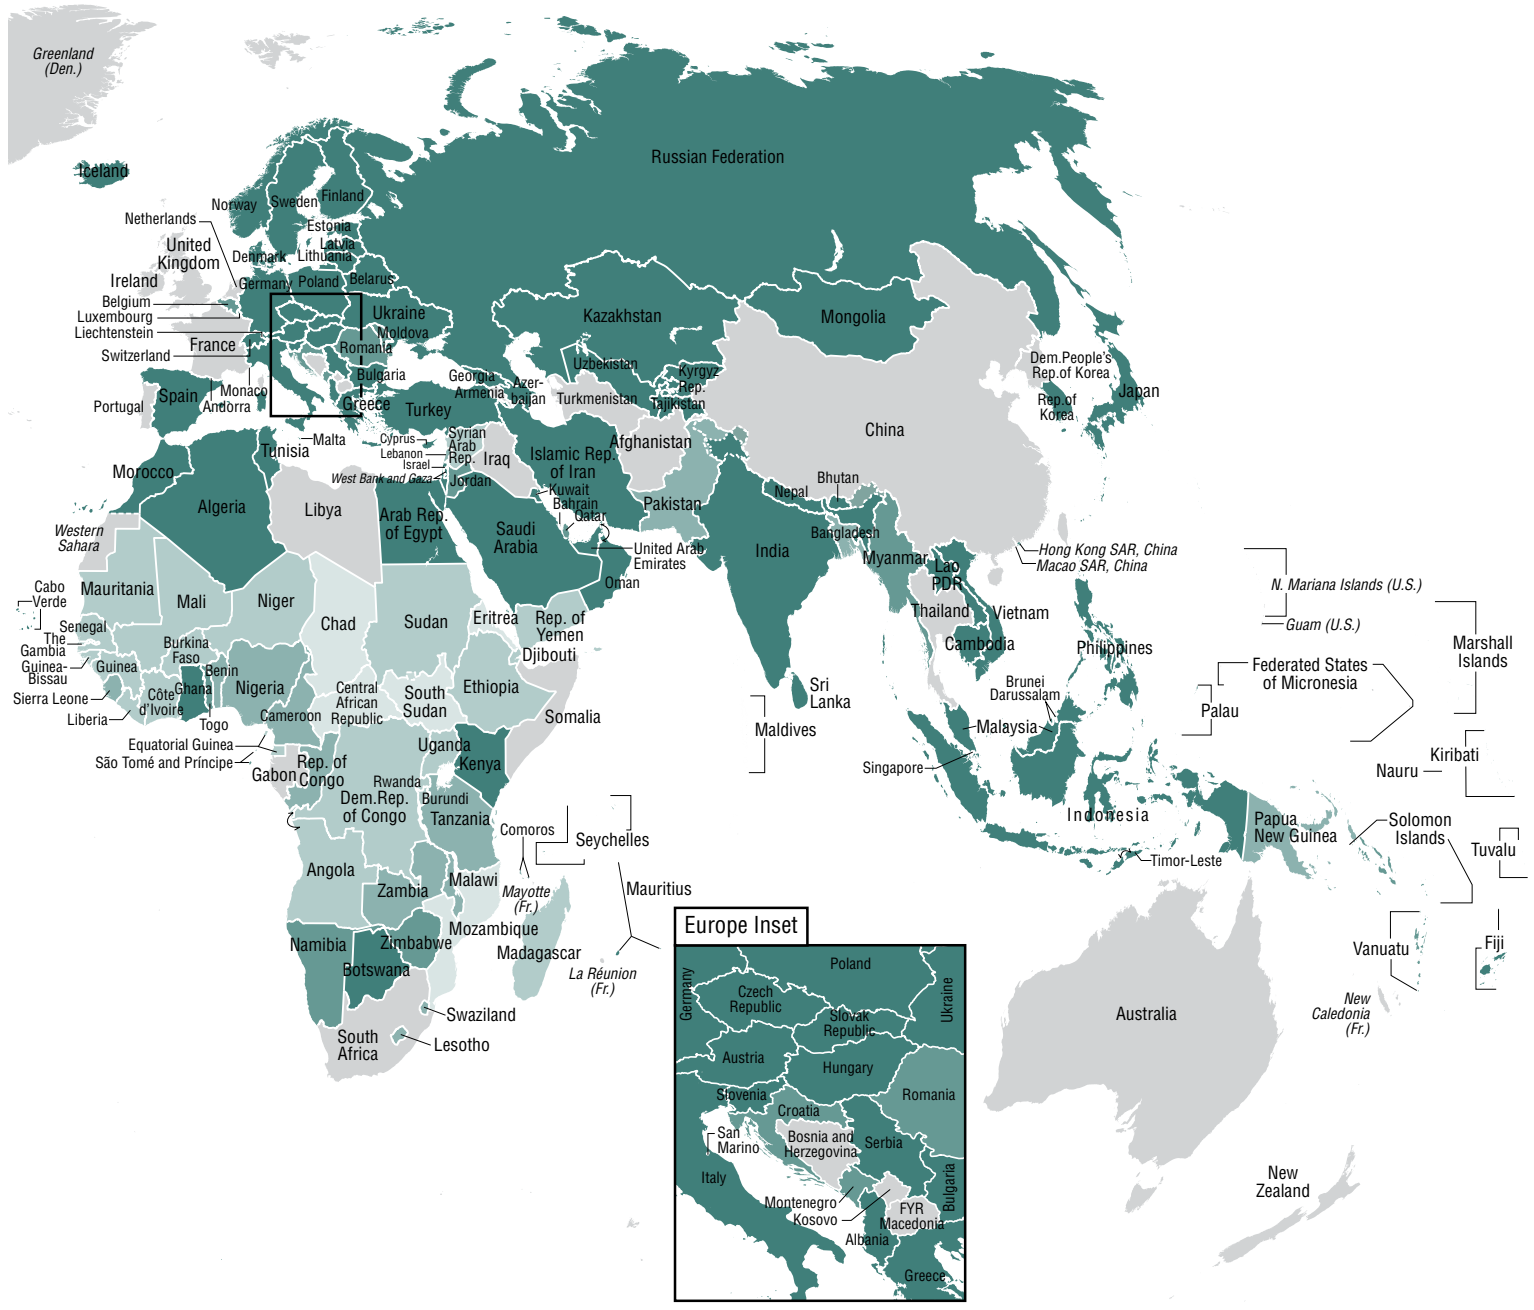 Greenland
(Den.)
Iceland
Russian Federation
Norway
Sweden
Finland
Netherlands
Estonia
Latvia
Lithuania
United
Kingdom
Denmark
Ireland
Germany
Poland
Belarus
Belgium
Luxembourg
Liechtenstein
Ukraine
Moldova
France
Romania
Switzerland
Kazakhstan
Mongolia
Uzbekistan
Kyrgyz
Rep.
Bulgaria
Georgia
Armenia
Azer-
baijan
Turkmenistan
Tajikistan
Dem.People's
Rep.of Korea
Rep.of
Korea
Japan
Monaco
Spain
Andorra
Portugal
Greece
Turkey
China
Tunisia
Malta
Cyprus
Lebanon
Israel
West Bank and Gaza
Syrian
Arab
Rep.
Jordan
Iraq
Islamic Rep.
of Iran
Afghanistan
Morocco
Algeria
Libya
Arab Rep.
of Egypt
Kuwait
Bahrain
Qatar
Saudi
Arabia
Pakistan
Nepal
Bhutan
Bangladesh
India
Myanmar
Lao
PDR
Western
Sahara
United Arab
Emirates
Oman
Hong Kong SAR, China
Macao SAR, China
N. Mariana Islands (U.S.)
Guam (U.S.)
Cabo
Verde
Mauritania
Mali
Niger
Chad
Sudan
Eritrea
Rep. of
Yemen
Thailand
Vietnam
Cambodia
Philippines
Marshall
Islands
Senegal
The
Gambia
Guinea-
Bissau
Guinea
Burkina
Faso
Benin
Djibouti
Federated States
of Micronesia
Sierra Leone
Liberia
Côte
d'Ivoire
Ghana
Togo
Nigeria
Cameroon
Central
African
Republic
South
Sudan
Ethiopia
Somalia
Sri
Lanka
Maldives
Brunei
Darussalam
Malaysia
Palau
Equatorial Guinea
São Tomé and Príncipe
Gabon
Rep. of
Congo
Uganda
Kenya
Singapore
Kiribati
Nauru
Rwanda
Burundi
Dem.Rep.
of Congo
Tanzania
Comoros
Seychelles
Indonesia
Papua
New Guinea
Solomon
Islands
Tuvalu
Timor-Leste
Angola
Zambia
Malawi
Mayotte
(Fr.)
Mauritius
Mozambique
Zimbabwe
Namibia
Botswana
Madagascar
La Réunion
(Fr.)
Vanuatu
Fiji
Swaziland
South
Africa
Lesotho
New
Caledonia
(Fr.)
Australia
New
Zealand
Europe Inset
Germany
Poland
Czech
Republic
Ukraine
Slovak
Republic
Austria
Hungary
Slovenia
Romania
Croatia
San
Marino
Bosnia and
Herzegovina
Serbia
Italy
Bulgaria
Montenegro
Kosovo
FYR
Macedonia
Albania
Greece